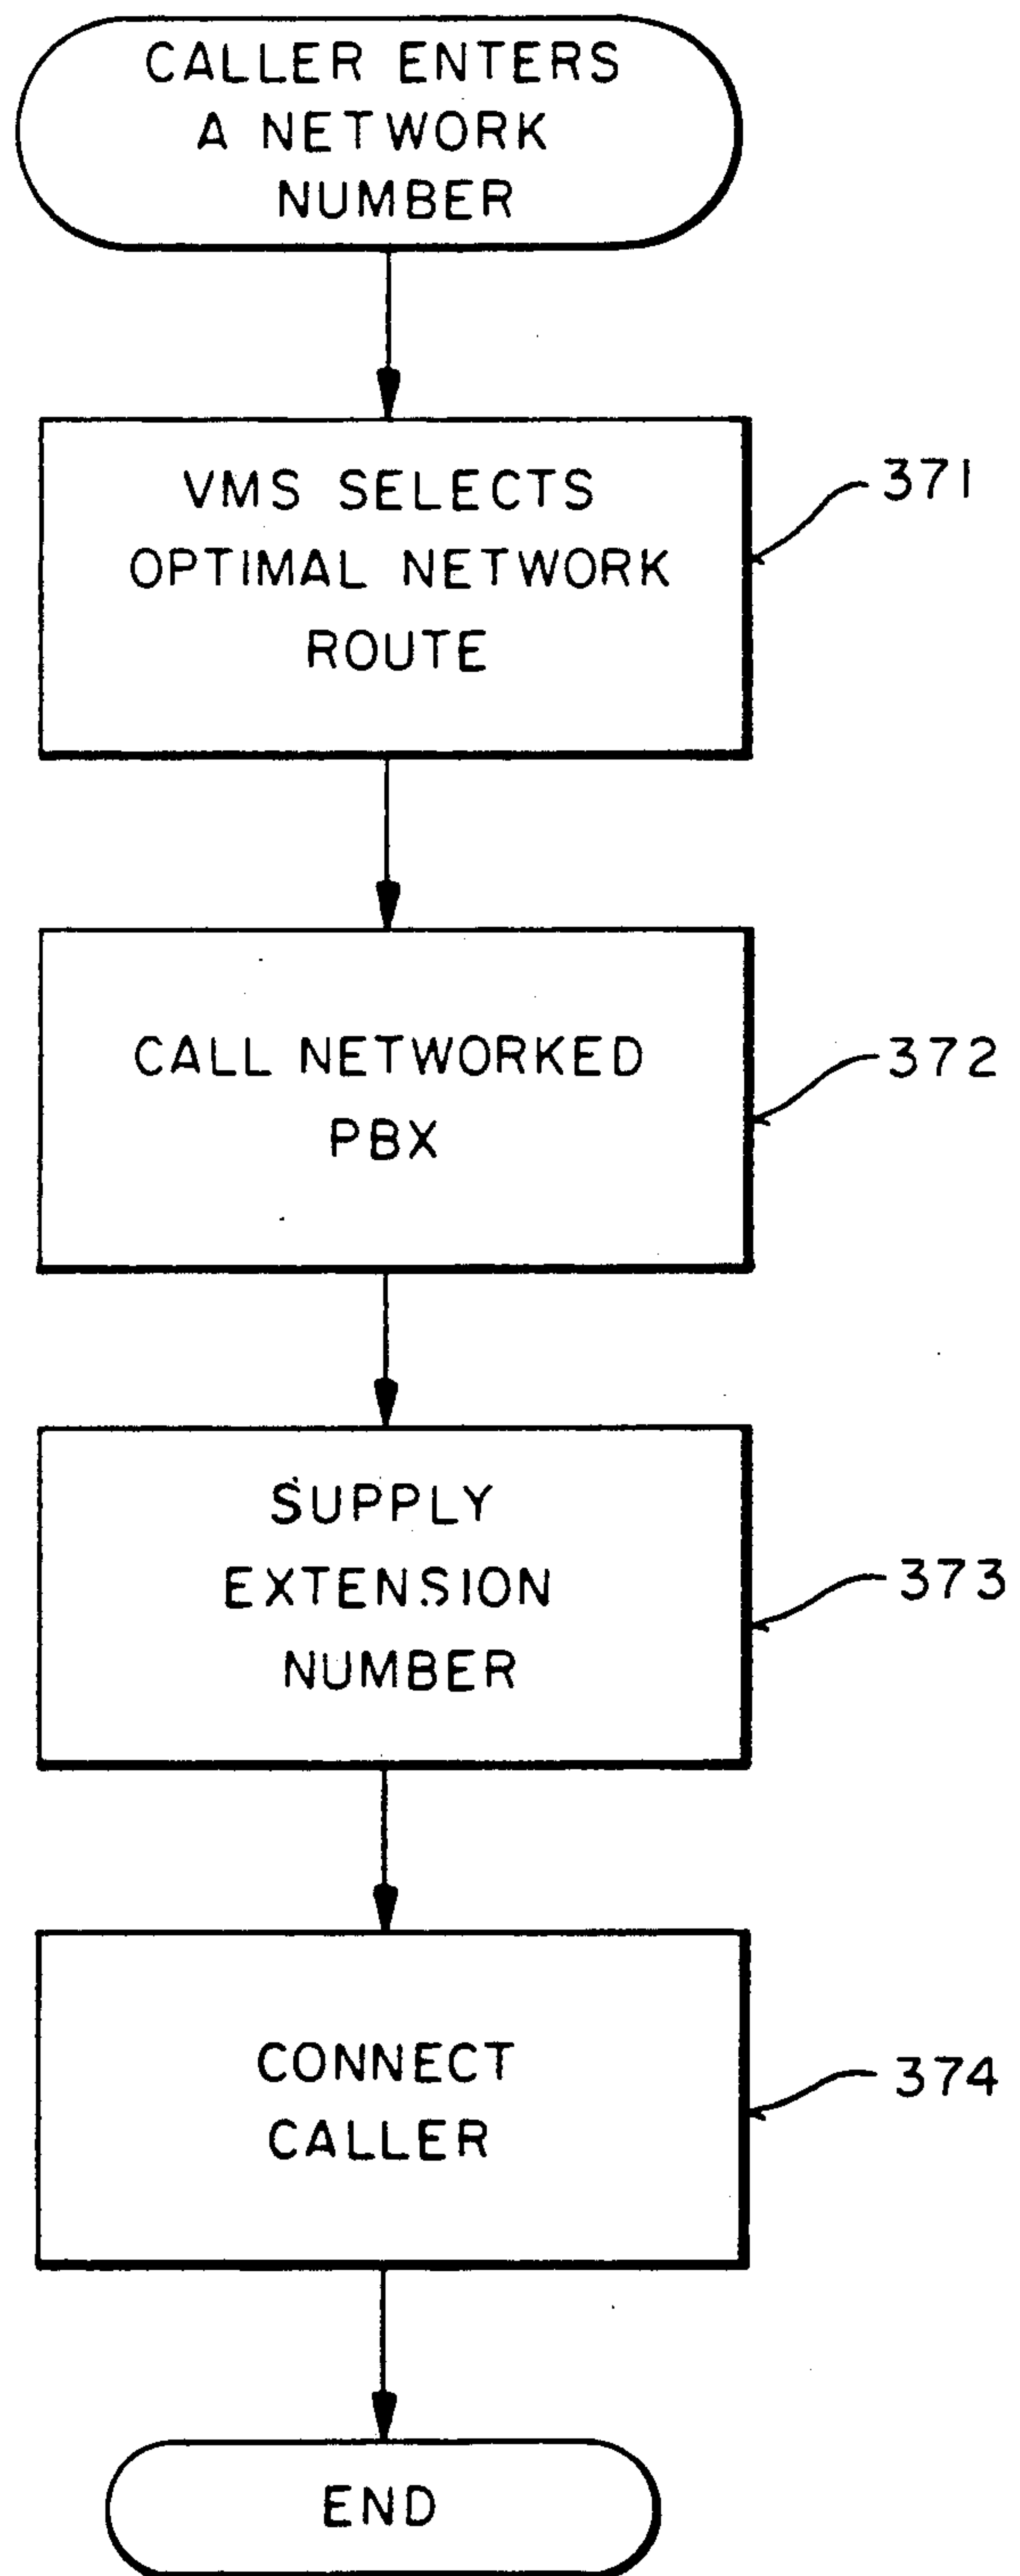 CALLER ENTERS
A NETWORK
NUMBER
VMS SELECTS
OPTIMAL NETWORK
ROUTE
371
CALL NETWORKED
PBX
372
SUPPLY
EXTENSION
NUMBER
373
CONNECT
CALLER
374
END